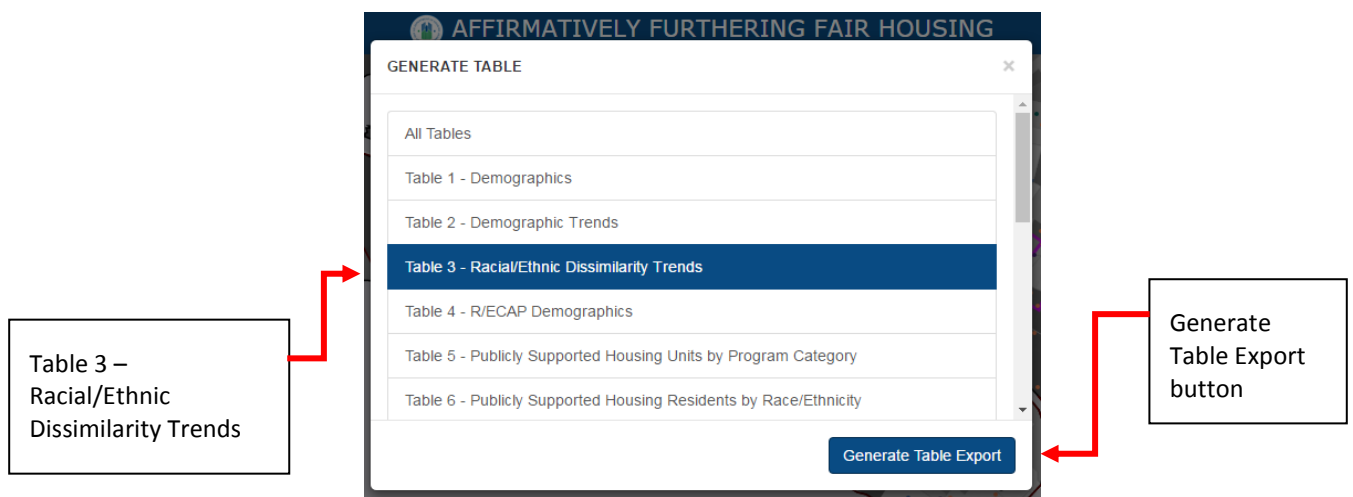 AFFIRMATIVELY FURTHERING FAIR HOUSING
GENERATE TABLE
×
All Tables
Table 1 - Demographics
Table 2 - Demographic Trends
Table 3 - Racial/Ethnic Dissimilarity Trends
Table 4 - R/ECAP Demographics
Table 5 - Publicly Supported Housing Units by Program Category
Table 6 - Publicly Supported Housing Residents by Race/Ethnicity
Generate Table Export
Table 3 –
Racial/Ethnic
Dissimilarity Trends
Generate
Table Export
button